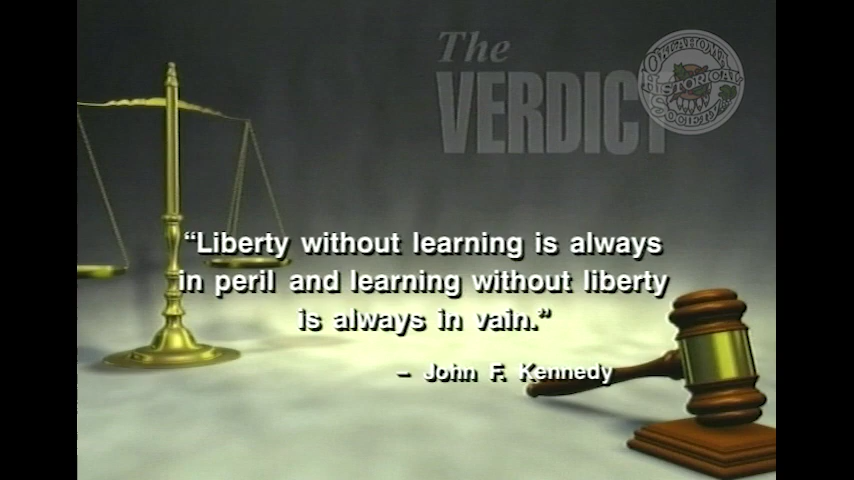 The
VERDICT
OKLAHOMA
HISTORICAL
SOCIETY
“Liberty without learning is always
in peril and learning without liberty
is always in vain.”
– John F. Kennedy